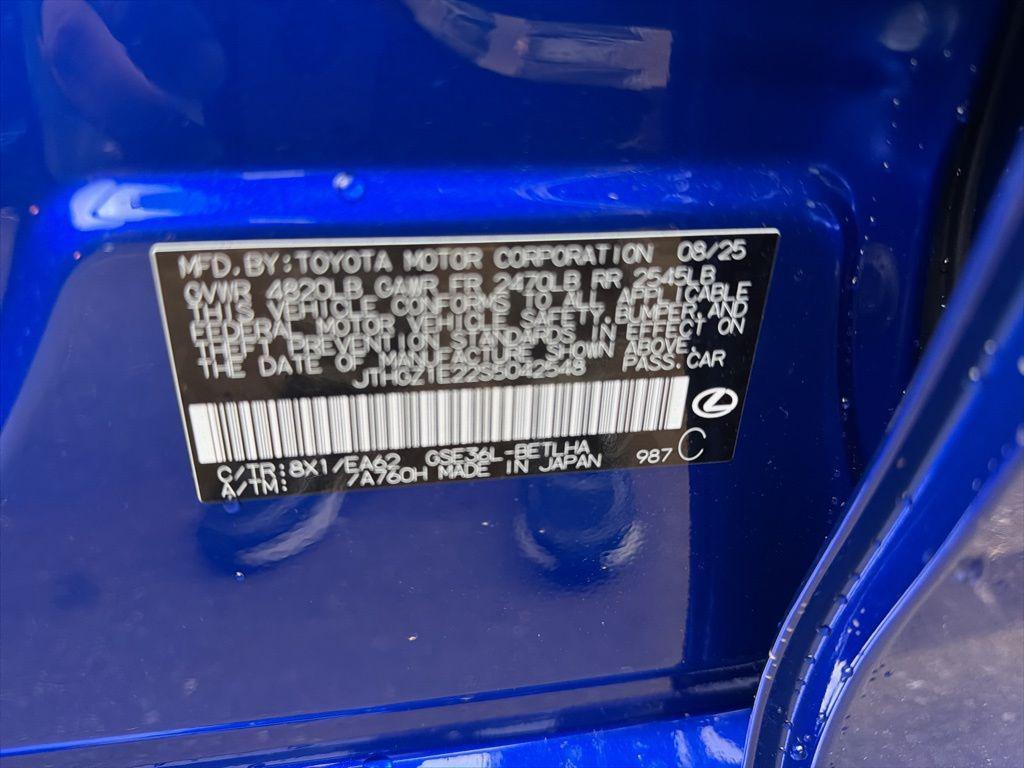 MFD. BY: TOYOTA MOTOR CORPORATION 08/25
GVWR 4820LB GAWR FR 2470LB RR 2545LB
THIS VEHICLE CONFORMS TO ALL APPLICABLE
FEDERAL MOTOR VEHICLE SAFETY, BUMPER, AND
THEFT PREVENTION STANDARDS IN EFFECT ON
THE DATE OF MANUFACTURE SHOWN
JTHGZ1E22S5042548 PASS. CAR
C/TR: 8X1/EA62 GSE36L-BETLHA 987 C
A/TM: /A760H MADE IN JAPAN